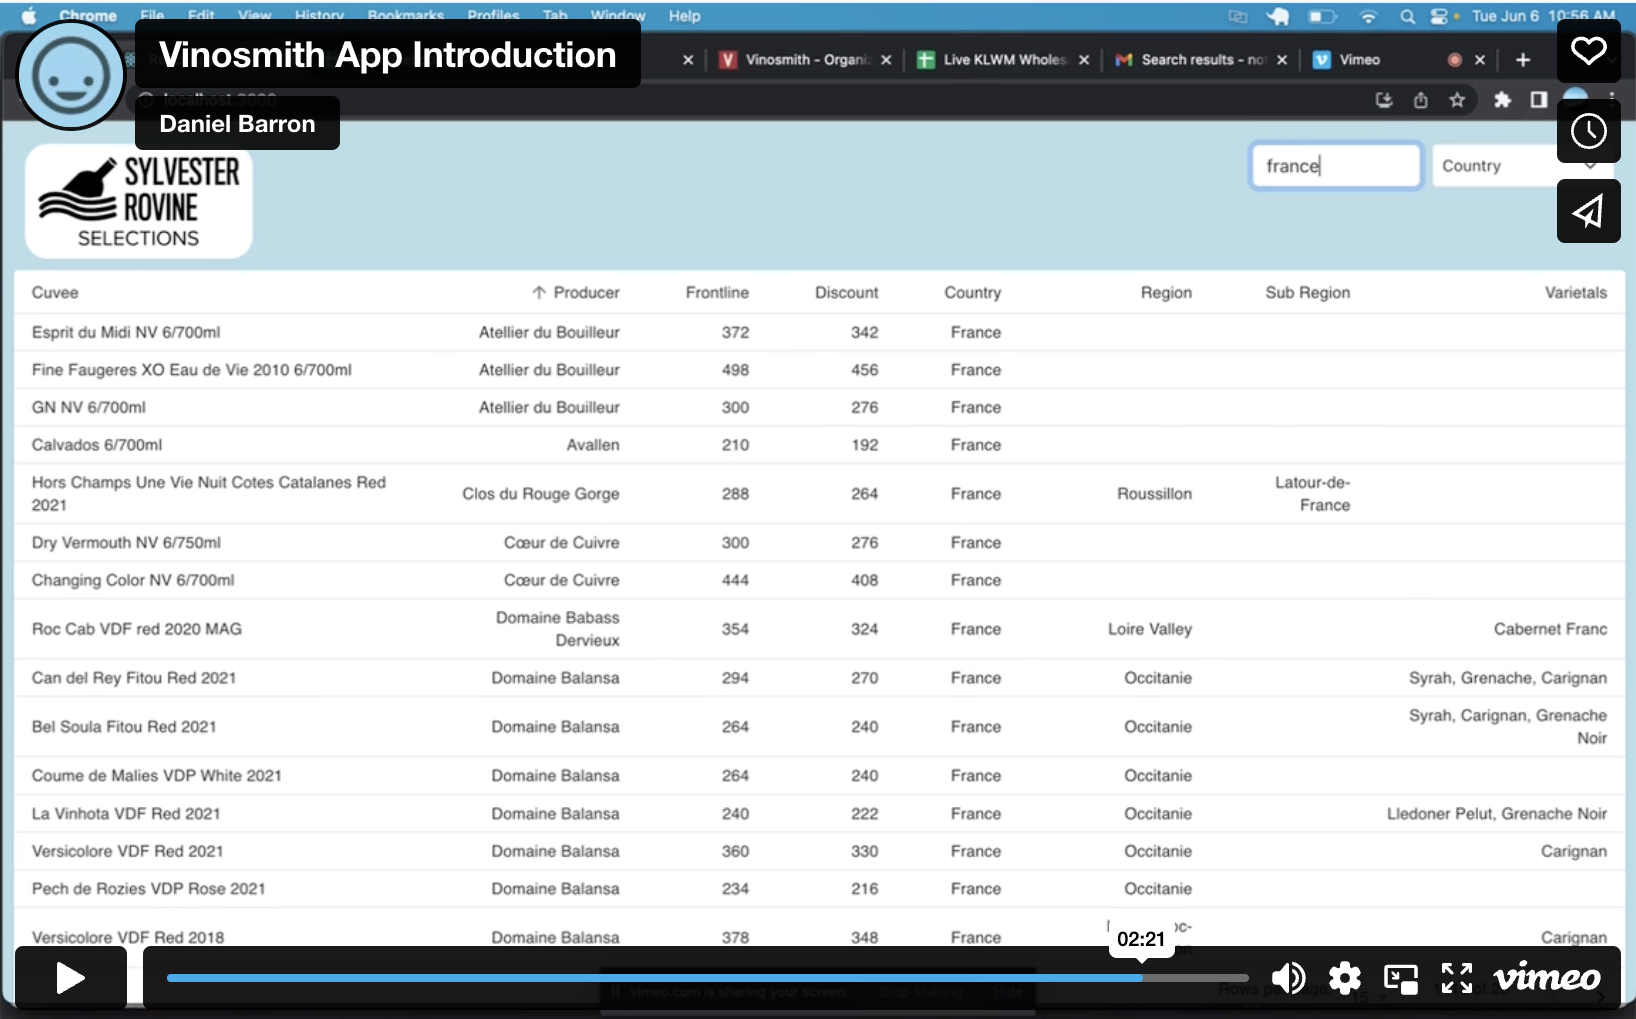 Chrome File Edit View History Bookmarks Profiles Tab Window Help Tue Jun 6 10:56 AM
Vinosmith App Introduction
Vinosmith - Organi
Live KLWM Wholes
Search results - no
Vimeo
localhost:3000
Daniel Barron
SYLVESTER
ROVINE
SELECTIONS
france
Country
Cuvee Producer Frontline Discount Country Region Sub Region Varietals
Esprit du Midi NV 6/700ml Atellier du Bouilleur 372 342 France
Fine Faugeres XO Eau de Vie 2010 6/700ml Atellier du Bouilleur 498 456 France
GN NV 6/700ml Atellier du Bouilleur 300 276 France
Calvados 6/700ml Avallen 210 192 France
Hors Champs Une Vie Nuit Cotes Catalanes Red
2021 Clos du Rouge Gorge 288 264 France Roussillon Latour-de-
France
Dry Vermouth NV 6/750ml Cœur de Cuivre 300 276 France
Changing Color NV 6/700ml Cœur de Cuivre 444 408 France
Roc Cab VDF red 2020 MAG Domaine Babass
Dervieux 354 324 France Loire Valley Cabernet Franc
Can del Rey Fitou Red 2021 Domaine Balansa 294 270 France Occitanie Syrah, Grenache, Carignan
Bel Soula Fitou Red 2021 Domaine Balansa 264 240 France Occitanie Syrah, Carignan, Grenache
Noir
Coume de Malies VDP White 2021 Domaine Balansa 264 240 France Occitanie
La Vinhota VDF Red 2021 Domaine Balansa 240 222 France Occitanie Lledoner Pelut, Grenache Noir
Versicolore VDF Red 2021 Domaine Balansa 360 330 France Occitanie Carignan
Pech de Rozies VDP Rose 2021 Domaine Balansa 234 216 France Occitanie
Versicolore VDF Red 2018 Domaine Balansa 378 348 France Carignan
02:21
vimeo
vimeo.com is sharing your screen. Stop sharing Hide